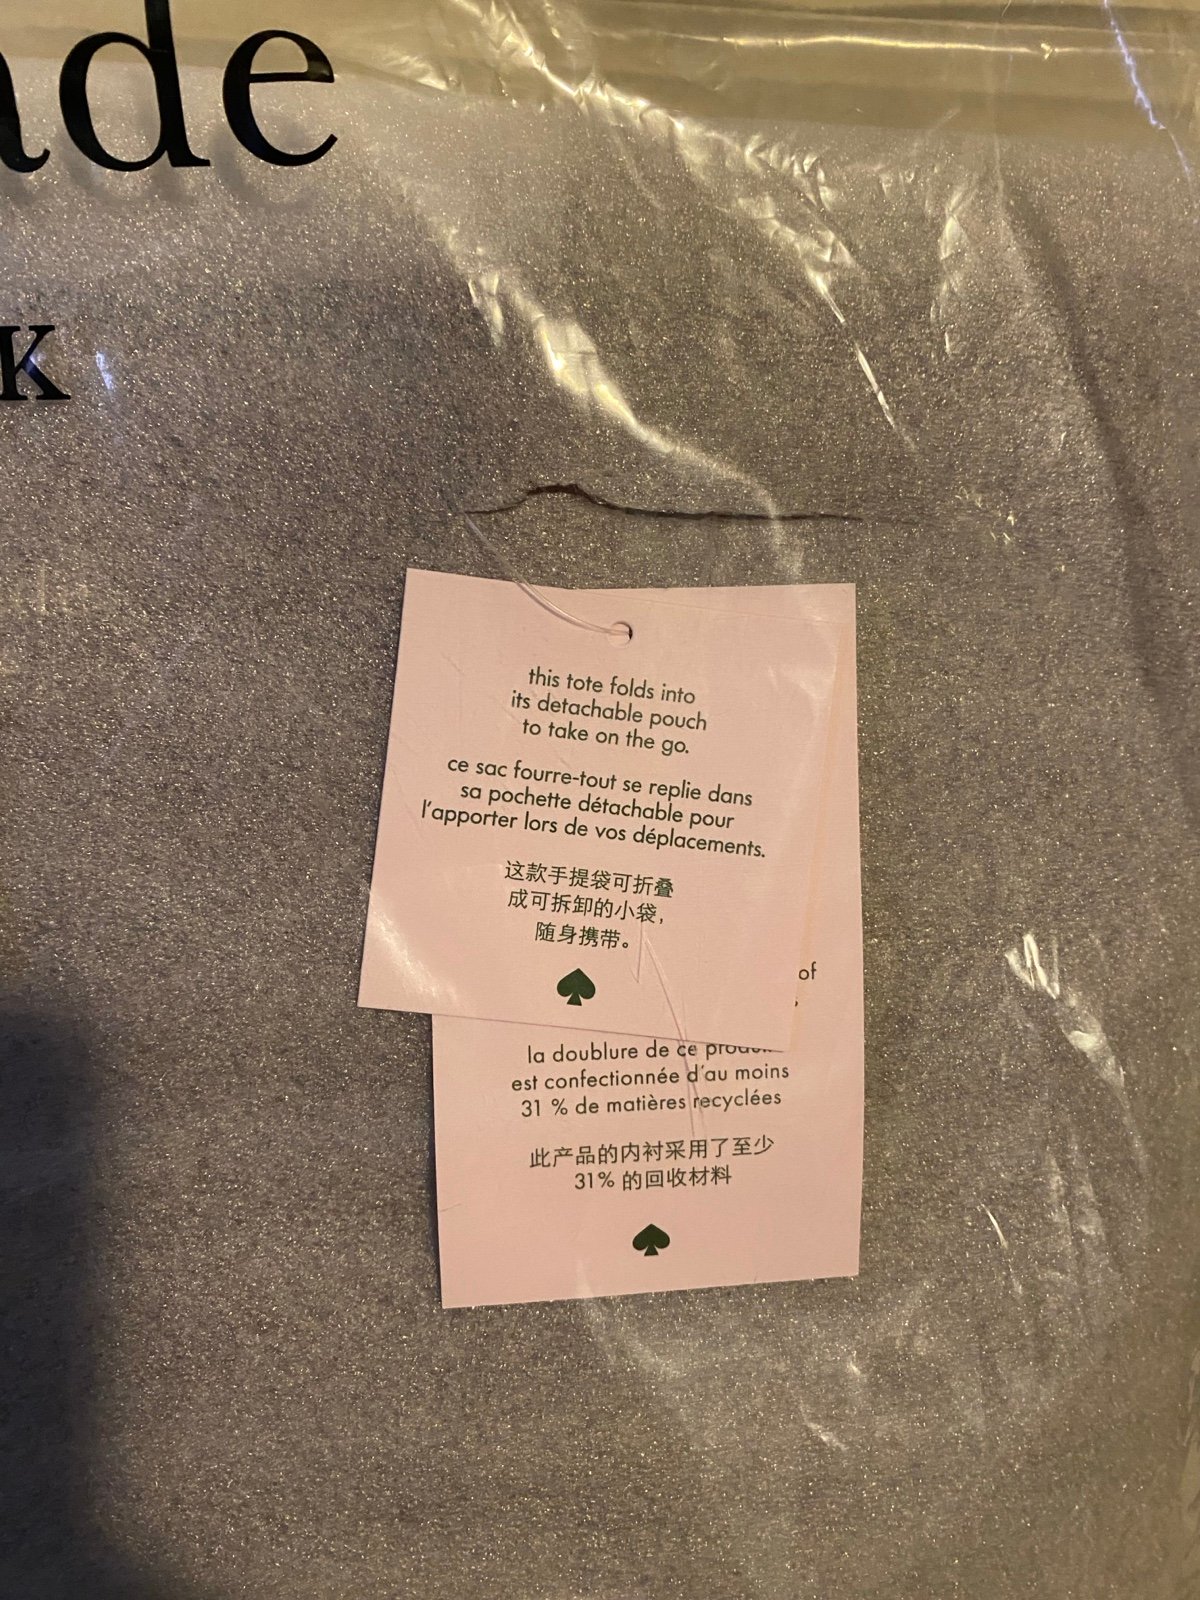 ade
K
this tote folds into
its detachable pouch
to take on the go.
ce sac fourre-tout se replie dans
sa pochette détachable pour
l'apporter lors de vos déplacements.
这款手提袋可折叠
成可拆卸的小袋，
随身携带。
of
la doublure de ce
est confectionnée d'au moins
31 % de matières recyclées
此产品的内衬采用了至少
31% 的回收材料